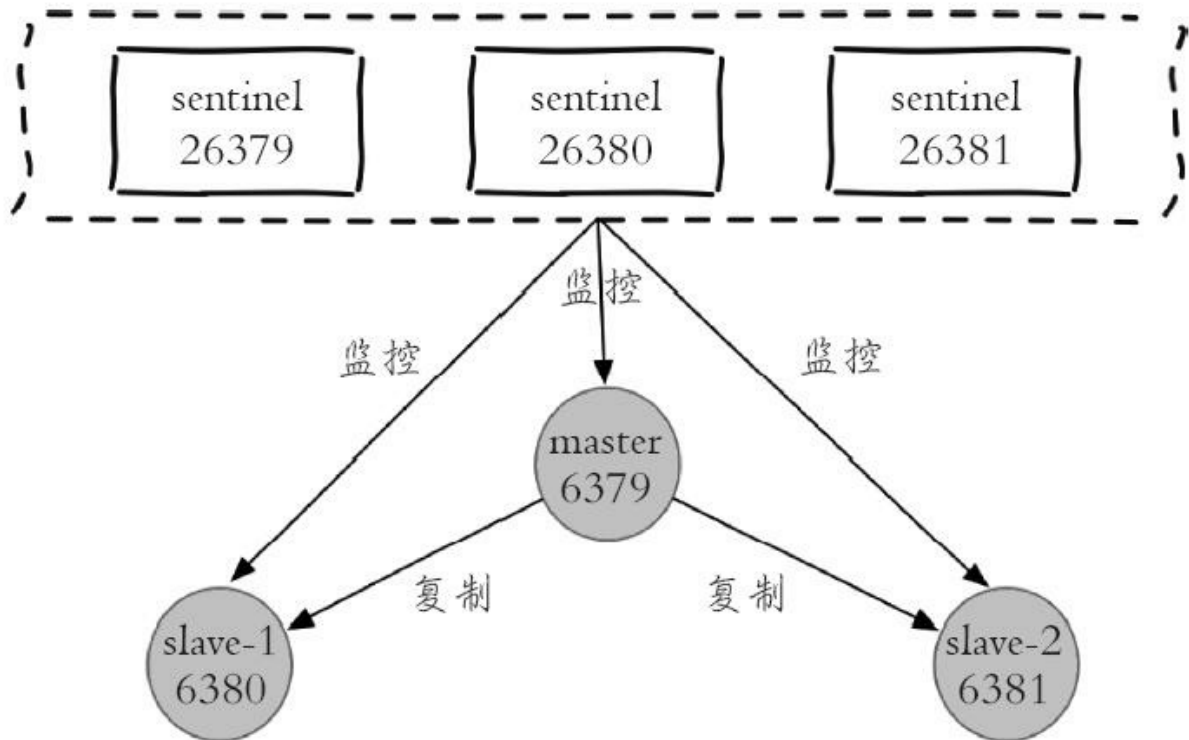 sentinel
26379
sentinel
26380
sentinel
26381
监控
监控
监控
master
6379
复制
复制
slave-1
6380
slave-2
6381